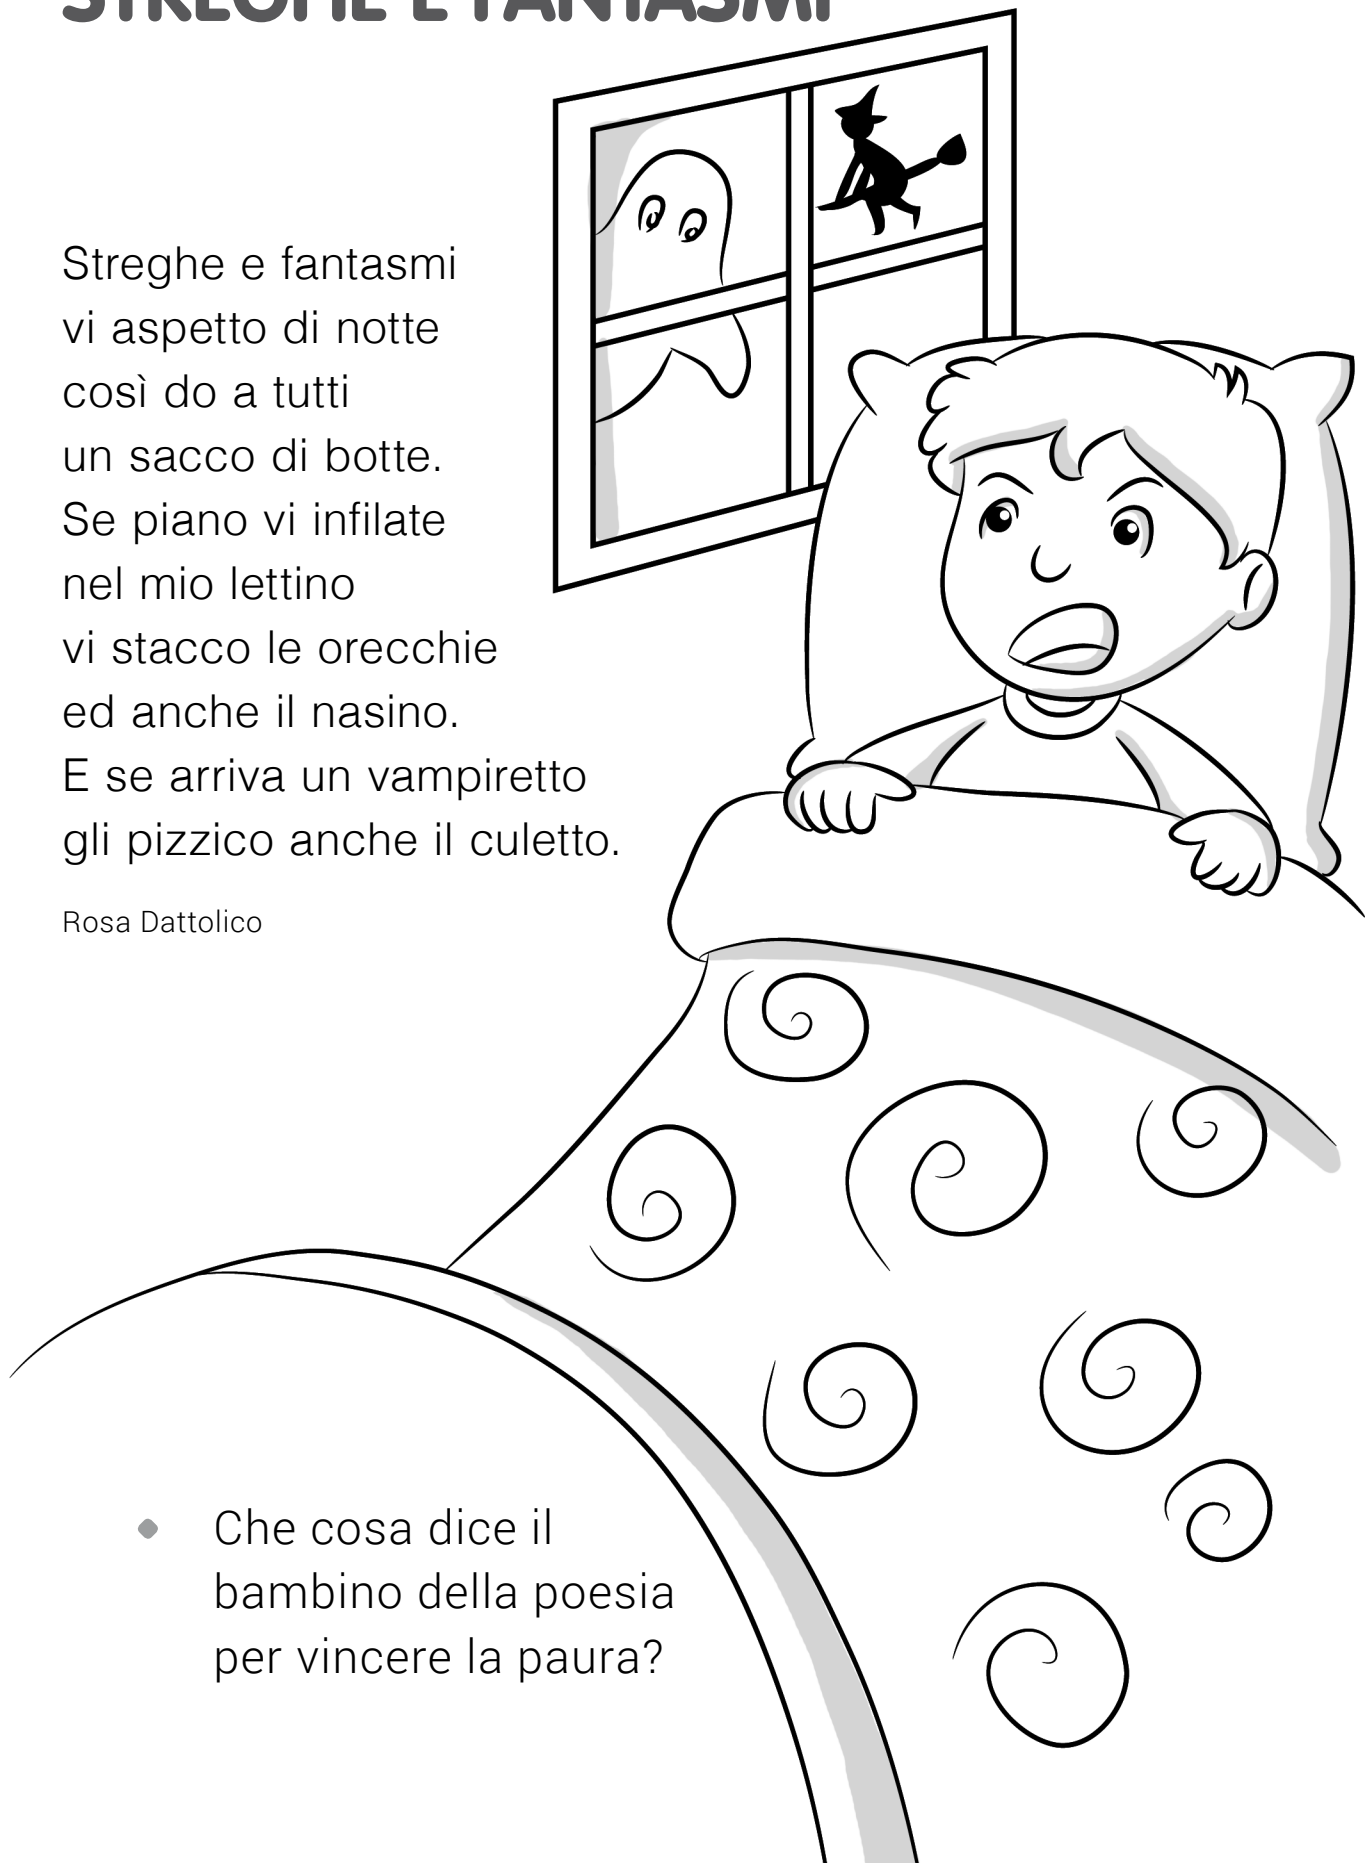 STREGHE E FANTASMI
Streghe e fantasmi
vi aspetto di notte
così do a tutti
un sacco di botte.
Se piano vi infilate
nel mio lettino
vi stacco le orecchie
ed anche il nasino.
E se arriva un vampiretto
gli pizzico anche il culetto.
Rosa Dattolico
Che cosa dice il
bambino della poesia
per vincere la paura?